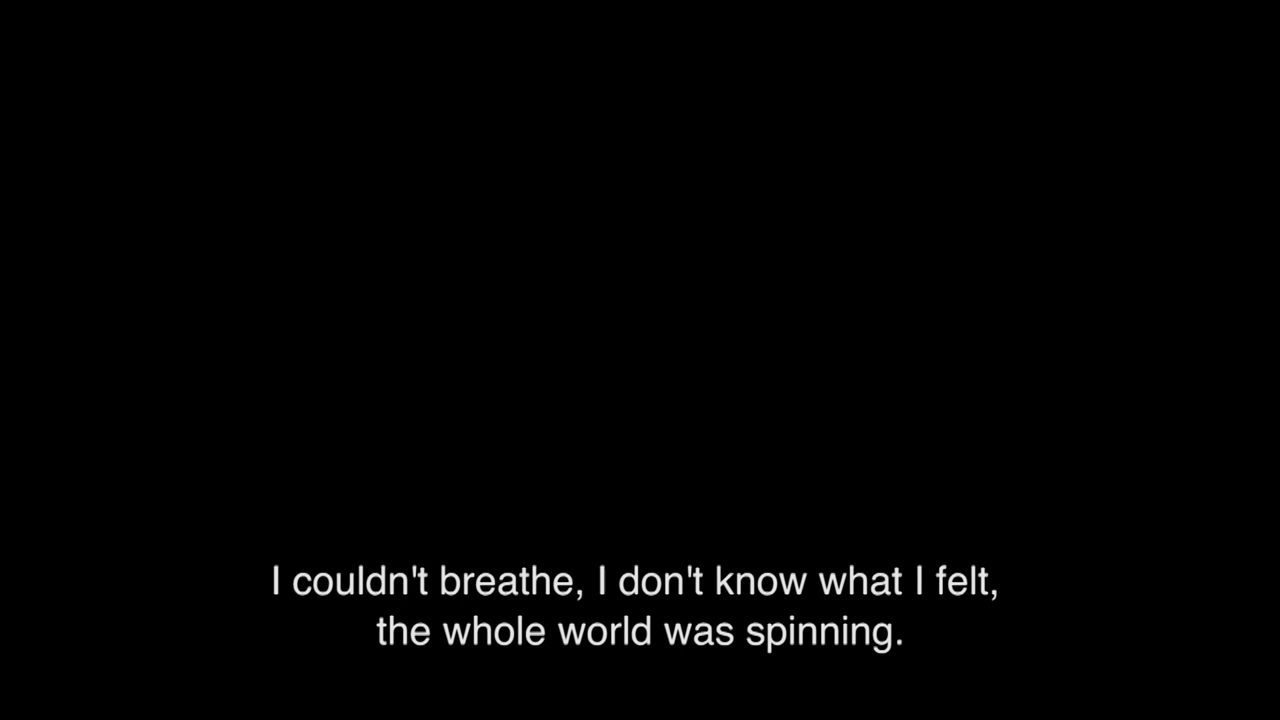 I couldn't breathe, I don't know what I felt,
the whole world was spinning.